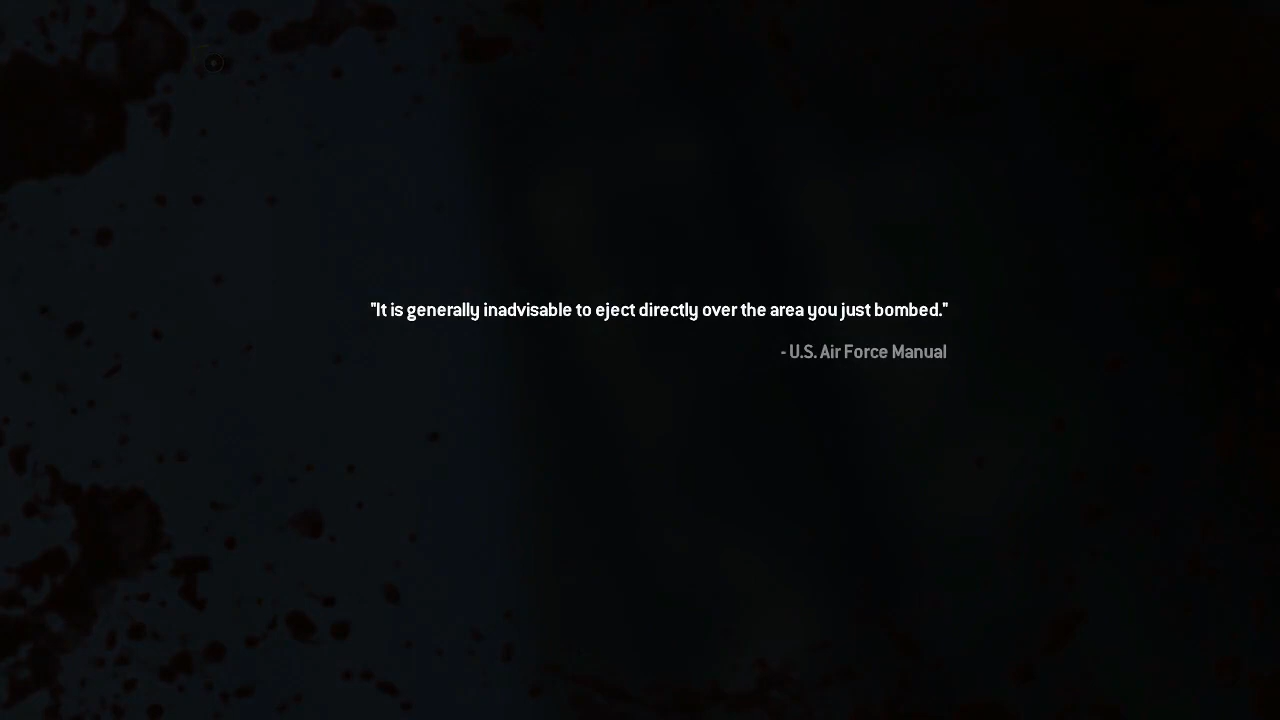 "It is generally inadvisable to eject directly over the area you just bombed."
- U.S. Air Force Manual